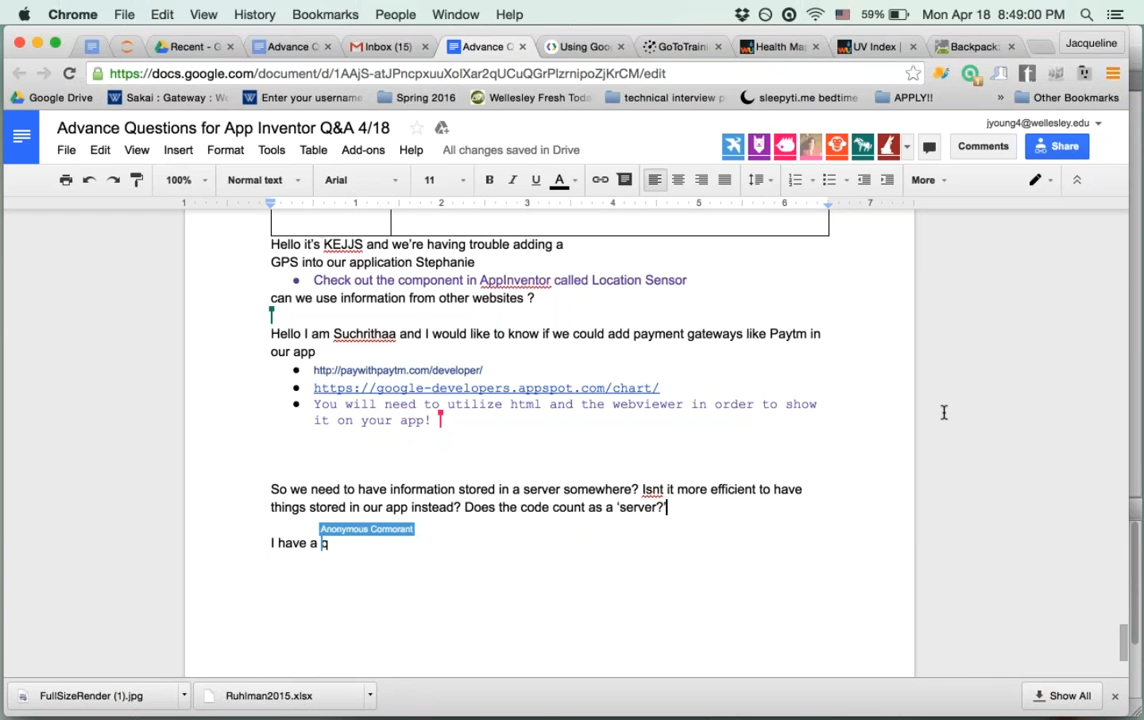 Chrome File Edit View History Bookmarks People Window Help 59% Mon Apr 18 8:49:00 PM
Recent - G Advance C Inbox (15) Advance C Using Goo GoToTrain Health Ma UV Index | Backpack: Jacqueline
https://docs.google.com/document/d/1AAjS-atJPncpxuuXolXar2qUCuQGrPlzrnipoZjKrCM/edit
Google Drive Sakai : Gateway : W Enter your username Spring 2016 Wellesley Fresh Toda technical interview p sleepyti.me bedtime APPLY!! » Other Bookmarks
Advance Questions for App Inventor Q&A 4/18
jyoung4@wellesley.edu
File Edit View Insert Format Tools Table Add-ons Help All changes saved in Drive
Comments Share
100% Normal text Arial 11 B I U A More
1 1 2 3 4 5 6 7
Hello it's KEJJS and we're having trouble adding a
GPS into our application Stephanie
● Check out the component in AppInventor called Location Sensor
can we use information from other websites ?
Hello I am Suchrithaa and I would like to know if we could add payment gateways like Paytm in
our app
● http://paywithpaytm.com/developer/
● https://google-developers.appspot.com/chart/
● You will need to utilize html and the webviewer in order to show
it on your app!
So we need to have information stored in a server somewhere? Isnt it more efficient to have
things stored in our app instead? Does the code count as a 'server?'
Anonymous Cormorant
I have a q
FullSizeRender (1).jpg Ruhlman2015.xlsx Show All